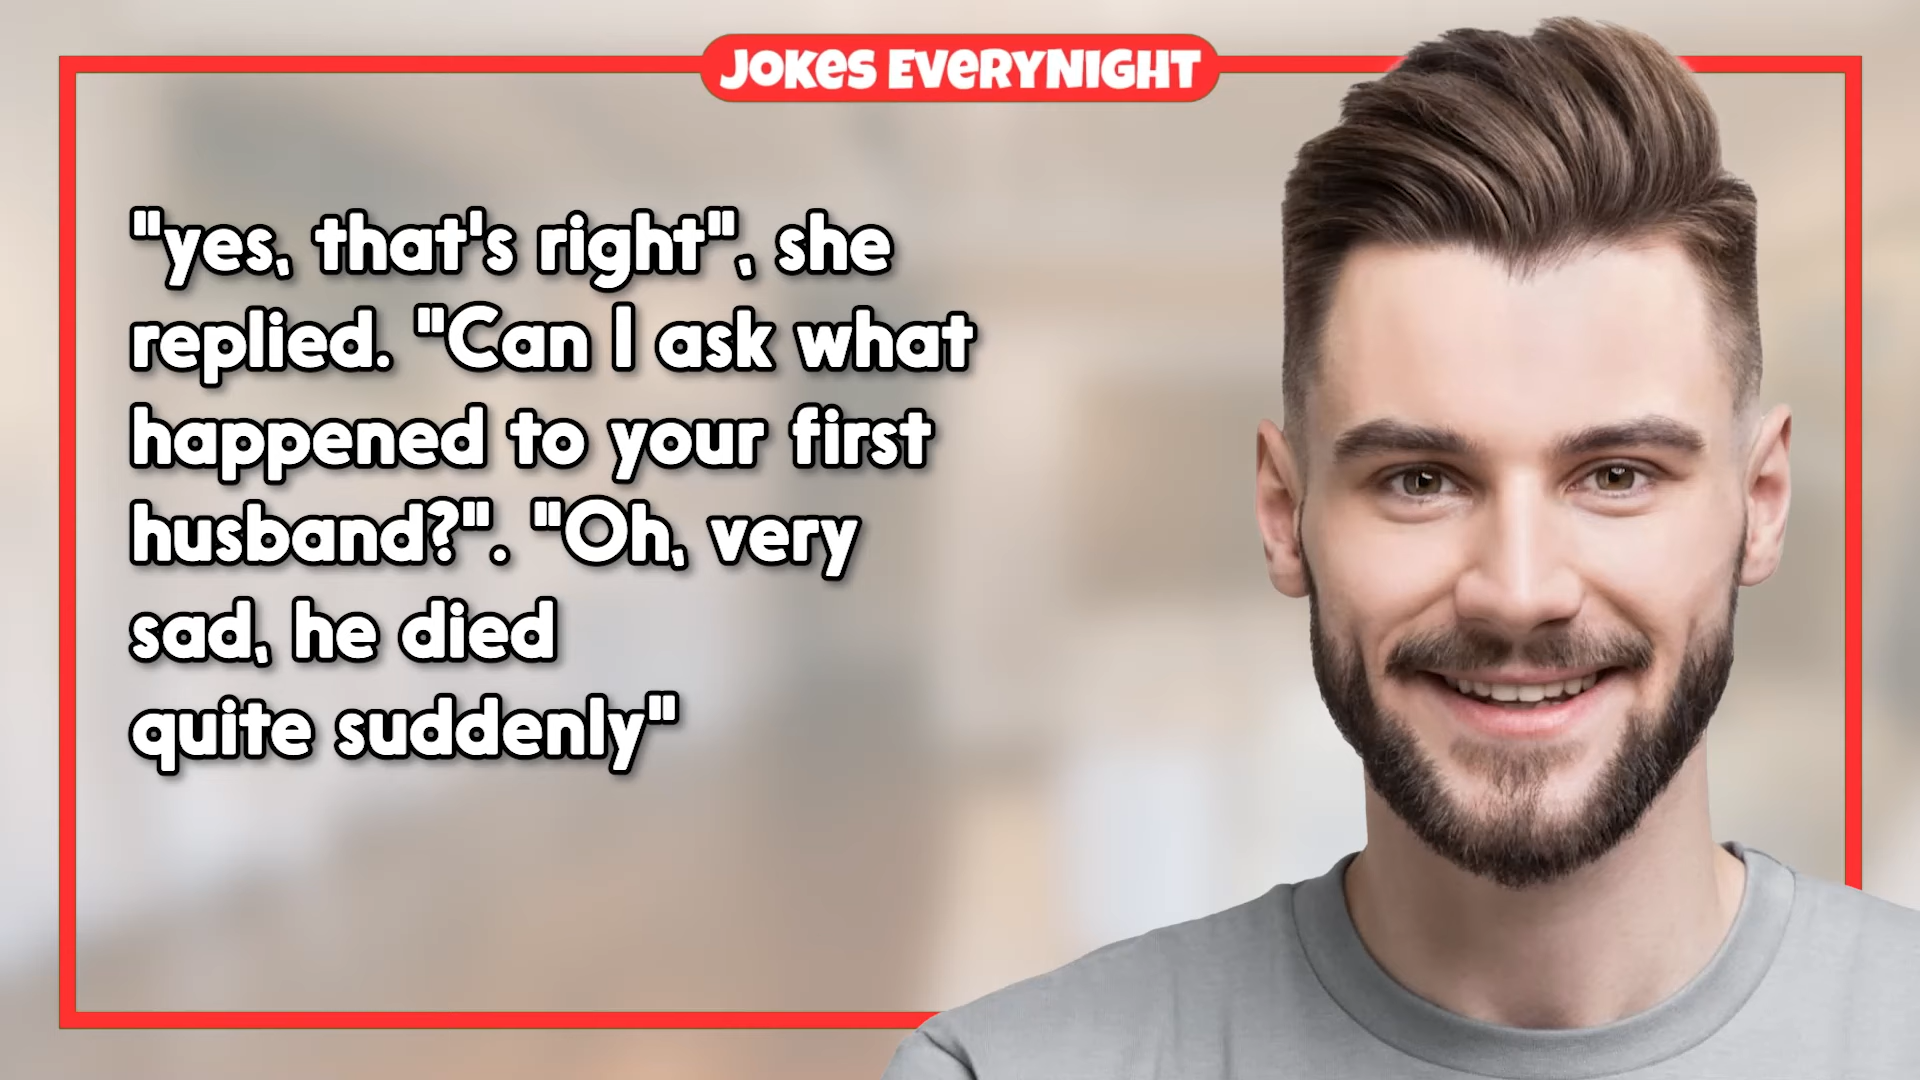 JOKES EVERYNIGHT
"yes, that's right", she
replied. "Can I ask what
happened to your first
husband?". "Oh, very
sad, he died
quite suddenly"